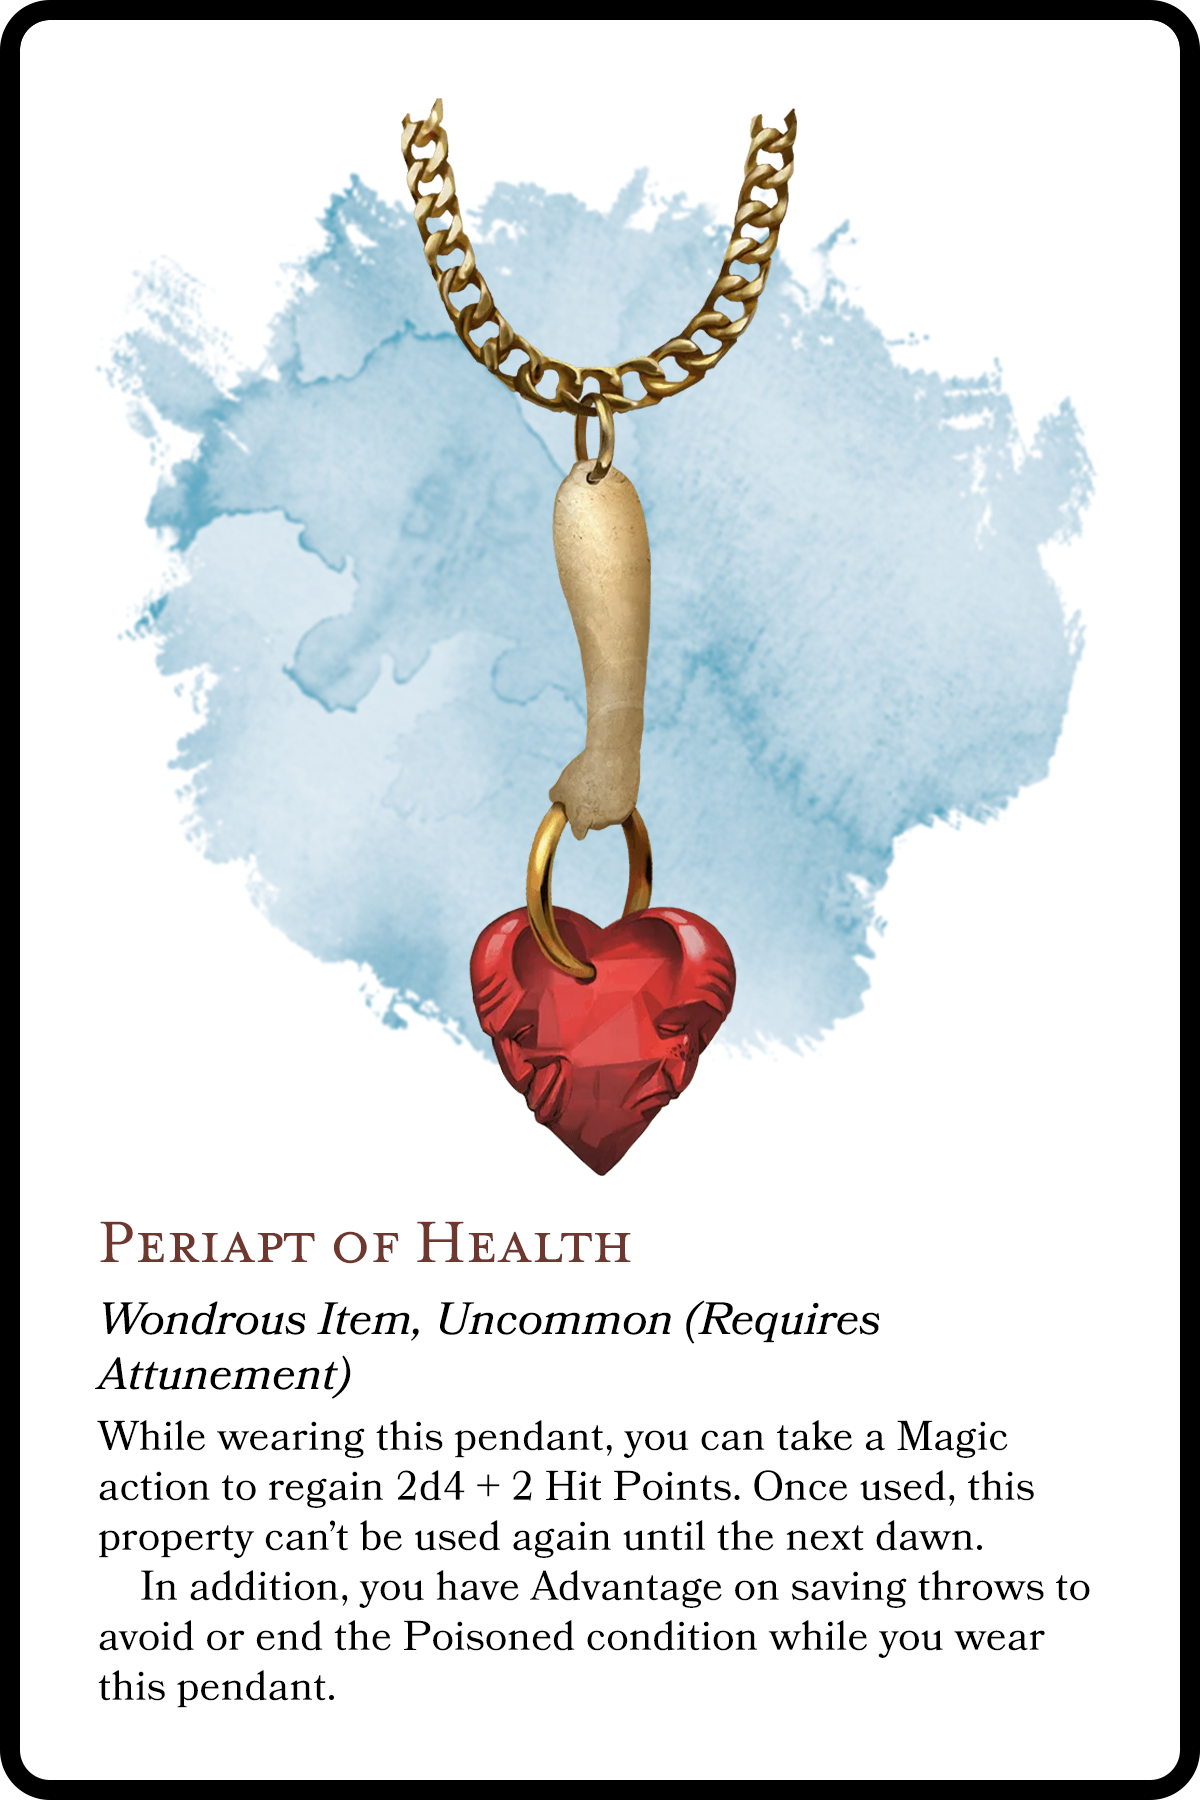 Periapt of Health
Wondrous Item, Uncommon (Requires
Attunement)
While wearing this pendant, you can take a Magic
action to regain 2d4 + 2 Hit Points. Once used, this
property can’t be used again until the next dawn.
In addition, you have Advantage on saving throws to
avoid or end the Poisoned condition while you wear
this pendant.